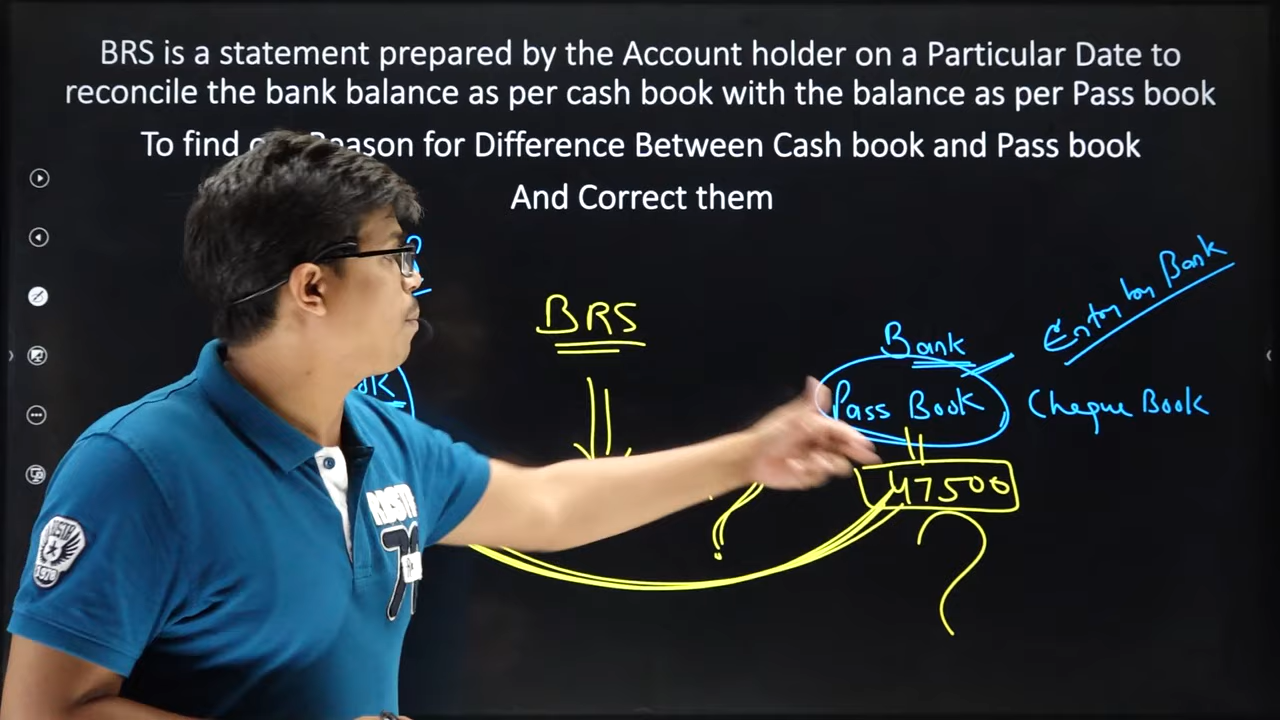 BRS is a statement prepared by the Account holder on a Particular Date to
reconcile the bank balance as per cash book with the balance as per Pass book
To find Reason for Difference Between Cash book and Pass book
And Correct them
BRS
Bank
Entry by Bank
Pass Book
Cheque Book
47500
?
?